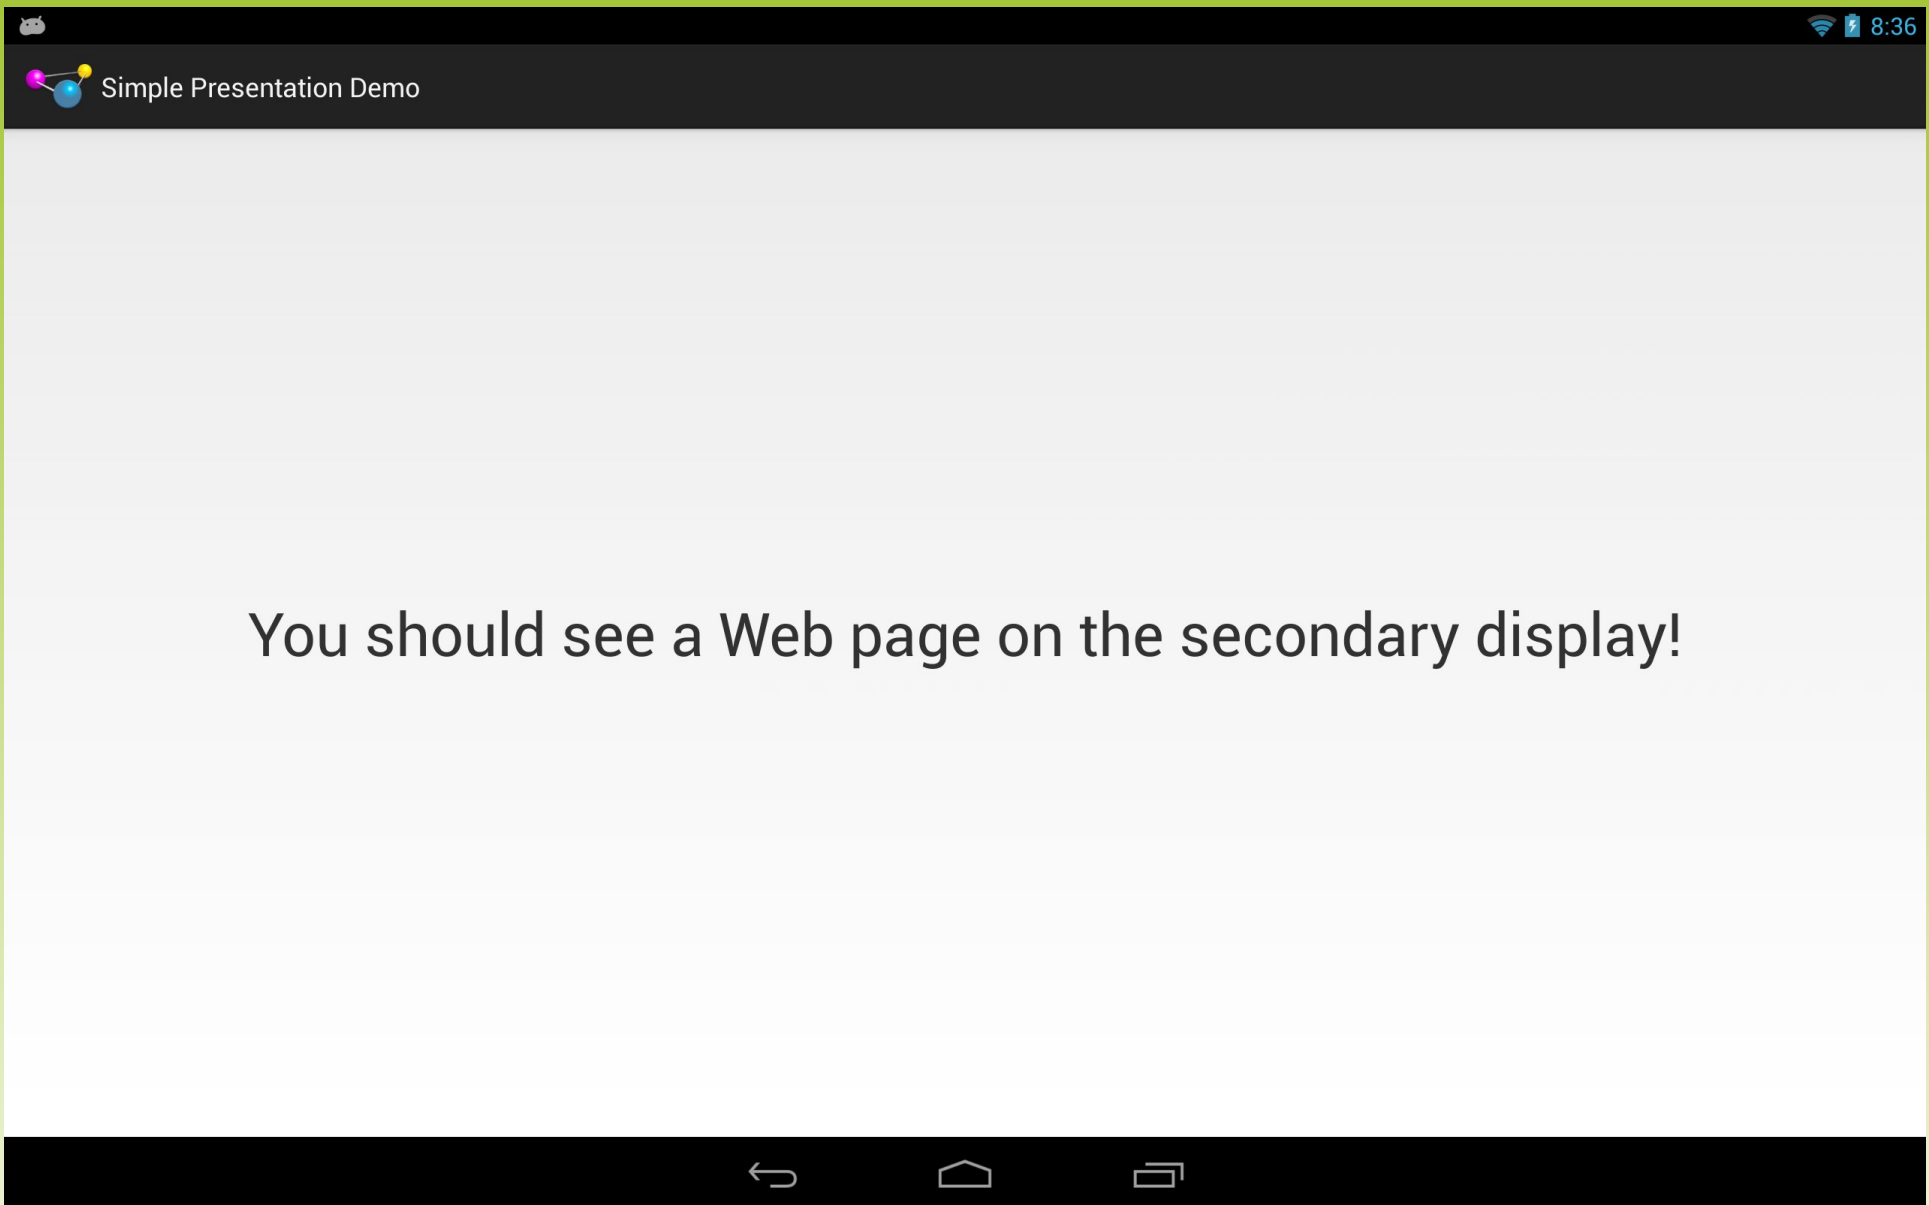 8:36
Simple Presentation Demo
You should see a Web page on the secondary display!